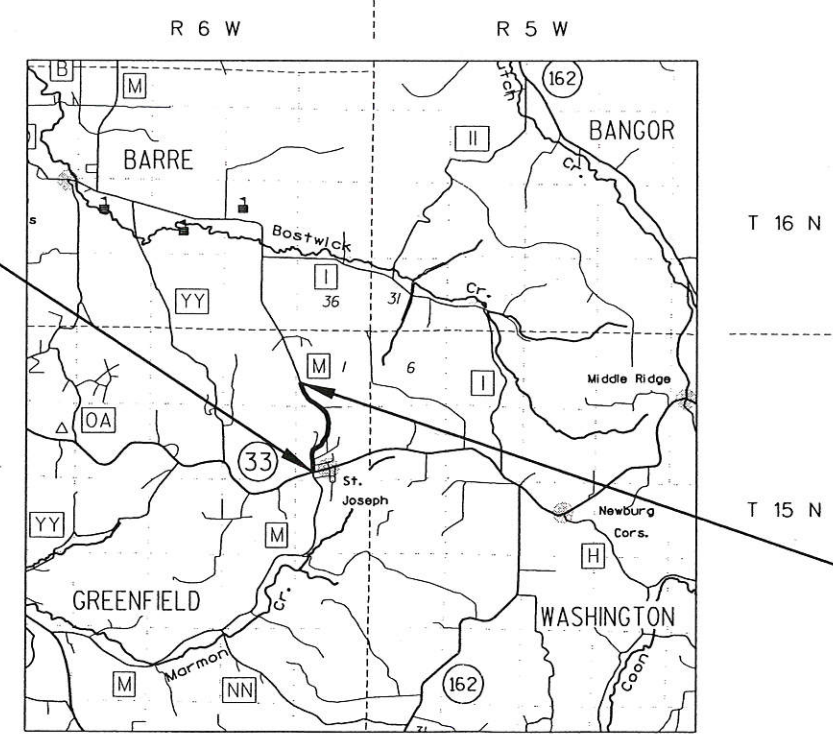 R 6 W
R 5 W
B
M
162
BANGOR
BARRE
II
Cr.
T 16 N
s
Bostwick
I
36
31
Cr.
YY
M
1
6
I
Middle Ridge
OA
33
St.
Joseph
YY
M
Newburg
Cors.
T 15 N
H
GREENFIELD
Cr.
WASHINGTON
Marmon
M
NN
162
Coon